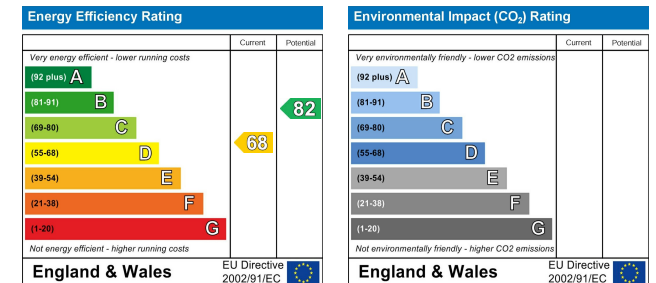 Energy Efficiency Rating
Current Potential
Very energy efficient - lower running costs
(92 plus) A
(81-91) B
82
(69-80) C
68
(55-68) D
(39-54) E
(21-38) F
(1-20) G
Not energy efficient - higher running costs
England & Wales
EU Directive
2002/91/EC
Environmental Impact (CO2) Rating
Current Potential
Very environmentally friendly - lower CO2 emissions
(92 plus) A
(81-91) B
(69-80) C
(55-68) D
(39-54) E
(21-38) F
(1-20) G
Not environmentally friendly - higher CO2 emissions
England & Wales
EU Directive
2002/91/EC